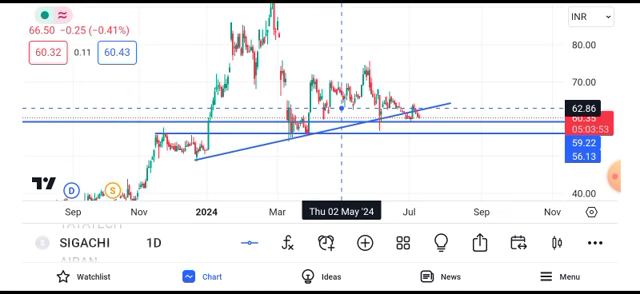 INR
66.50 −0.25 (−0.41%)
60.32 0.11 60.43
80.00
70.00
62.86
60.35
05:03:53
59.22
56.13
40.00
D S
Sep Nov 2024 Mar Thu 02 May '24 Jul Sep Nov
SIGACHI 1D
Watchlist Chart Ideas News Menu